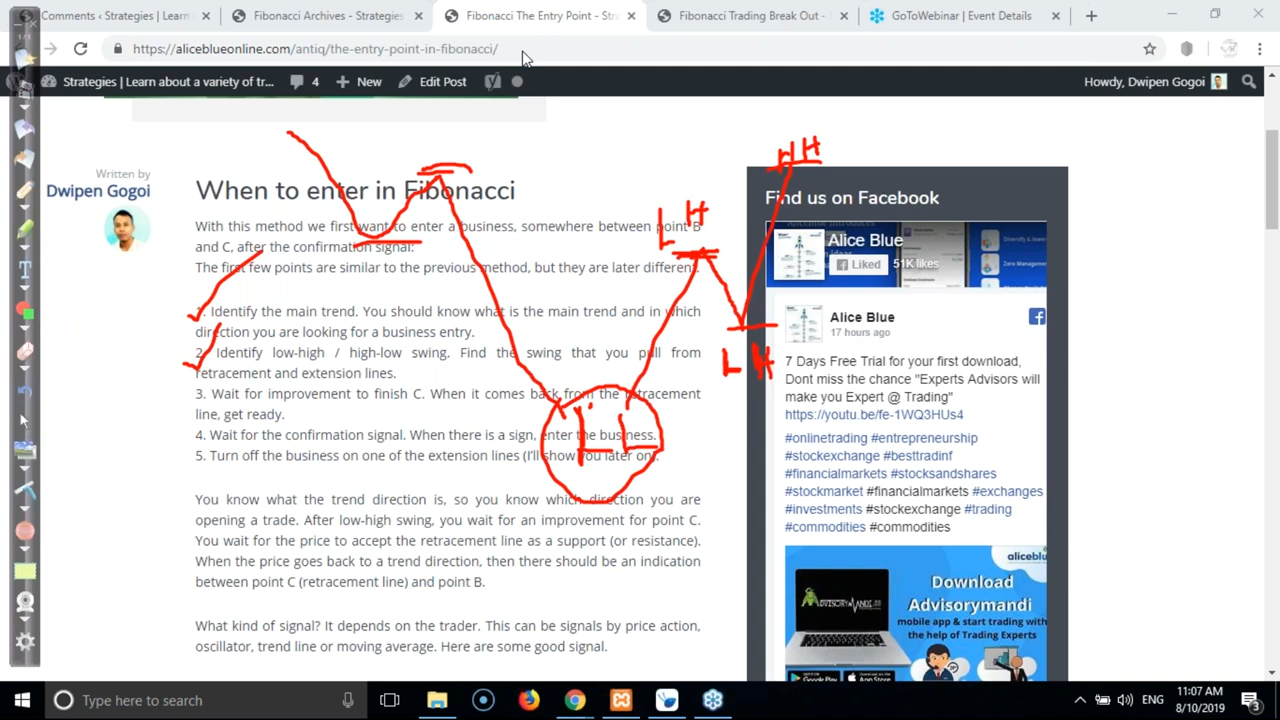 Comments ‹ Strategies | Learn
Fibonacci Archives - Strategies
Fibonacci The Entry Point - Stra
Fibonacci Trading Break Out -
GoToWebinar | Event Details
1/1
https://aliceblueonline.com/antiq/the-entry-point-in-fibonacci/
Strategies | Learn about a variety of tr...
4
New
Edit Post
Howdy, Dwipen Gogoi
Written by
Dwipen Gogoi
When to enter in Fibonacci
With this method we first want to enter a business, somewhere between point B
and C, after the confirmation signal:
The first few points are similar to the previous method, but they are later different.
1. Identify the main trend. You should know what is the main trend and in which
direction you are looking for a business entry.
2. Identify low-high / high-low swing. Find the swing that you pull from
retracement and extension lines.
3. Wait for improvement to finish C. When it comes back from the retracement
line, get ready.
4. Wait for the confirmation signal. When there is a sign, enter the business.
5. Turn off the business on one of the extension lines (I'll show you later on).
You know what the trend direction is, so you know which direction you are
opening a trade. After low-high swing, you wait for an improvement for point C.
You wait for the price to accept the retracement line as a support (or resistance).
When the price goes back to a trend direction, then there should be an indication
between point C (retracement line) and point B.
What kind of signal? It depends on the trader. This can be signals by price action,
oscillator, trend line or moving average. Here are some good signal.
L H
H H
L H
L L
Find us on Facebook
Alice Blue
Liked
51K likes
Alice Blue
17 hours ago
7 Days Free Trial for your first download,
Dont miss the chance "Experts Advisors will
make you Expert @ Trading"
https://youtu.be/fe-1WQ3HUs4
#onlinetrading #entrepreneurship
#stockexchange #besttradinf
#financialmarkets #stocksandshares
#stockmarket #financialmarkets #exchanges
#investments #stockexchange #trading
#commodities #commodities
aliceblu
Download
Advisorymandi
mobile app & start trading with
the help of Trading Experts
ADVISORYMANDI
Google Play
App Store
Type here to search
ENG
11:07 AM
8/10/2019
3